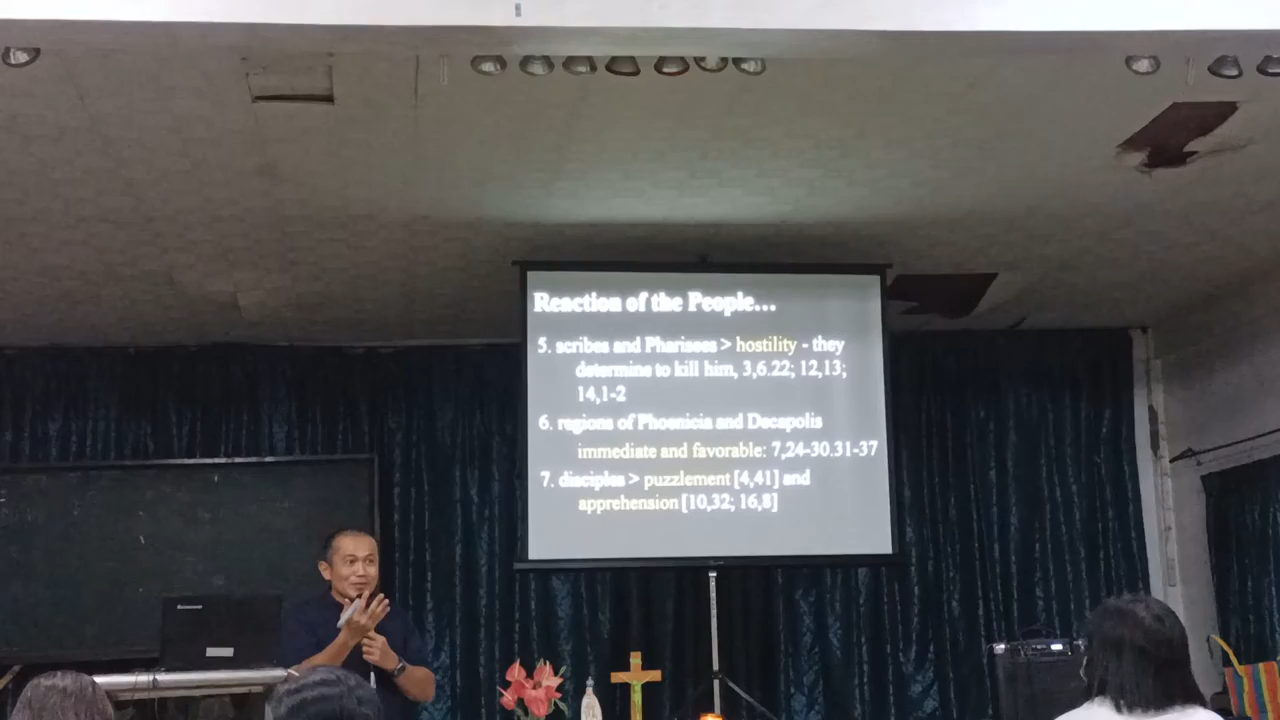 Reaction of the People...
5. scribes and Pharisees > hostility - they
determine to kill him, 3,6.22; 12,13;
14,1-2
6. regions of Phoenicia and Decapolis
immediate and favorable: 7,24-30.31-37
7. disciples > puzzlement [4,41] and
apprehension [10,32; 16,8]
lenovo